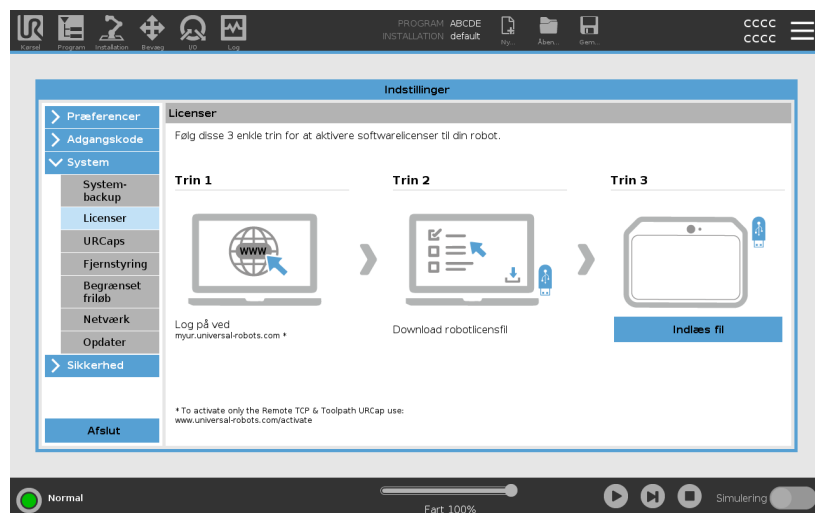 UR
PROGRAM ABCDE
INSTALLATION default
CCCC
CCCC
Kørsel Program Installation Bevæg I/O Log Ny... Åben... Gem...
Indstillinger
Præferencer
Adgangskode
System
System-
backup
Licenser
URCaps
Fjernstyring
Begrænset
friløb
Netværk
Opdater
Sikkerhed
Afslut
Licenser
Følg disse 3 enkle trin for at aktivere softwarelicenser til din robot.
Trin 1
WWW
Log på ved
myur.universal-robots.com *
Trin 2
Download robotlicensfil
Trin 3
Indlæs fil
* To activate only the Remote TCP & Toolpath URCap use:
www.universal-robots.com/activate
Normal
Fart 100%
Simulering